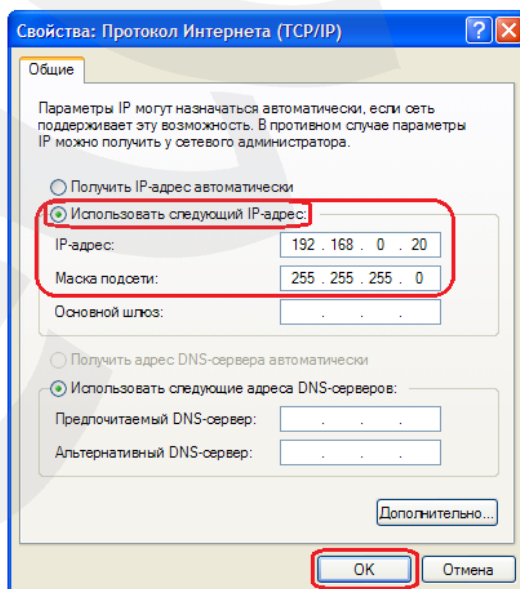 Свойства: Протокол Интернета (TCP/IP)
Общие
Параметры IP могут назначаться автоматически, если сеть
поддерживает эту возможность. В противном случае параметры
IP можно получить у сетевого администратора.
Получить IP-адрес автоматически
Использовать следующий IP-адрес:
IP-адрес: 192 . 168 . 0 . 20
Маска подсети: 255 . 255 . 255 . 0
Основной шлюз: . . .
Получить адрес DNS-сервера автоматически
Использовать следующие адреса DNS-серверов:
Предпочитаемый DNS-сервер: . . .
Альтернативный DNS-сервер: . . .
Дополнительно...
OK Отмена